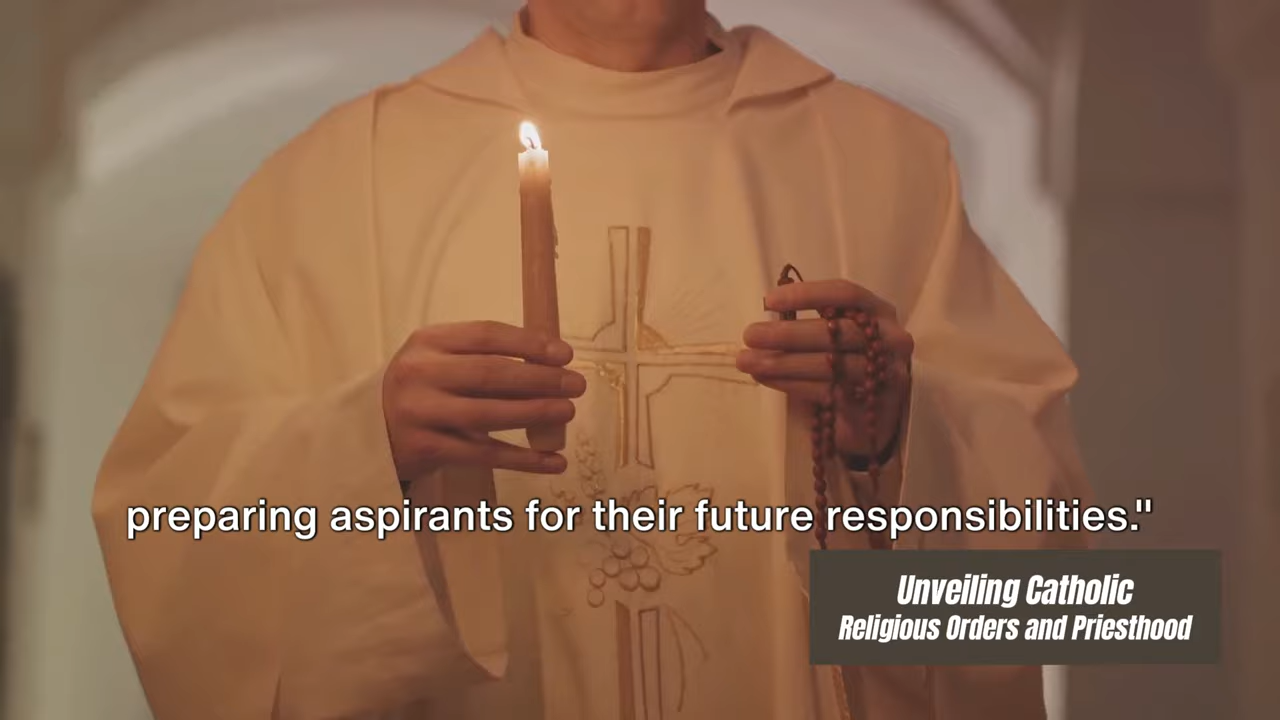 preparing aspirants for their future responsibilities."
Unveiling Catholic
Religious Orders and Priesthood